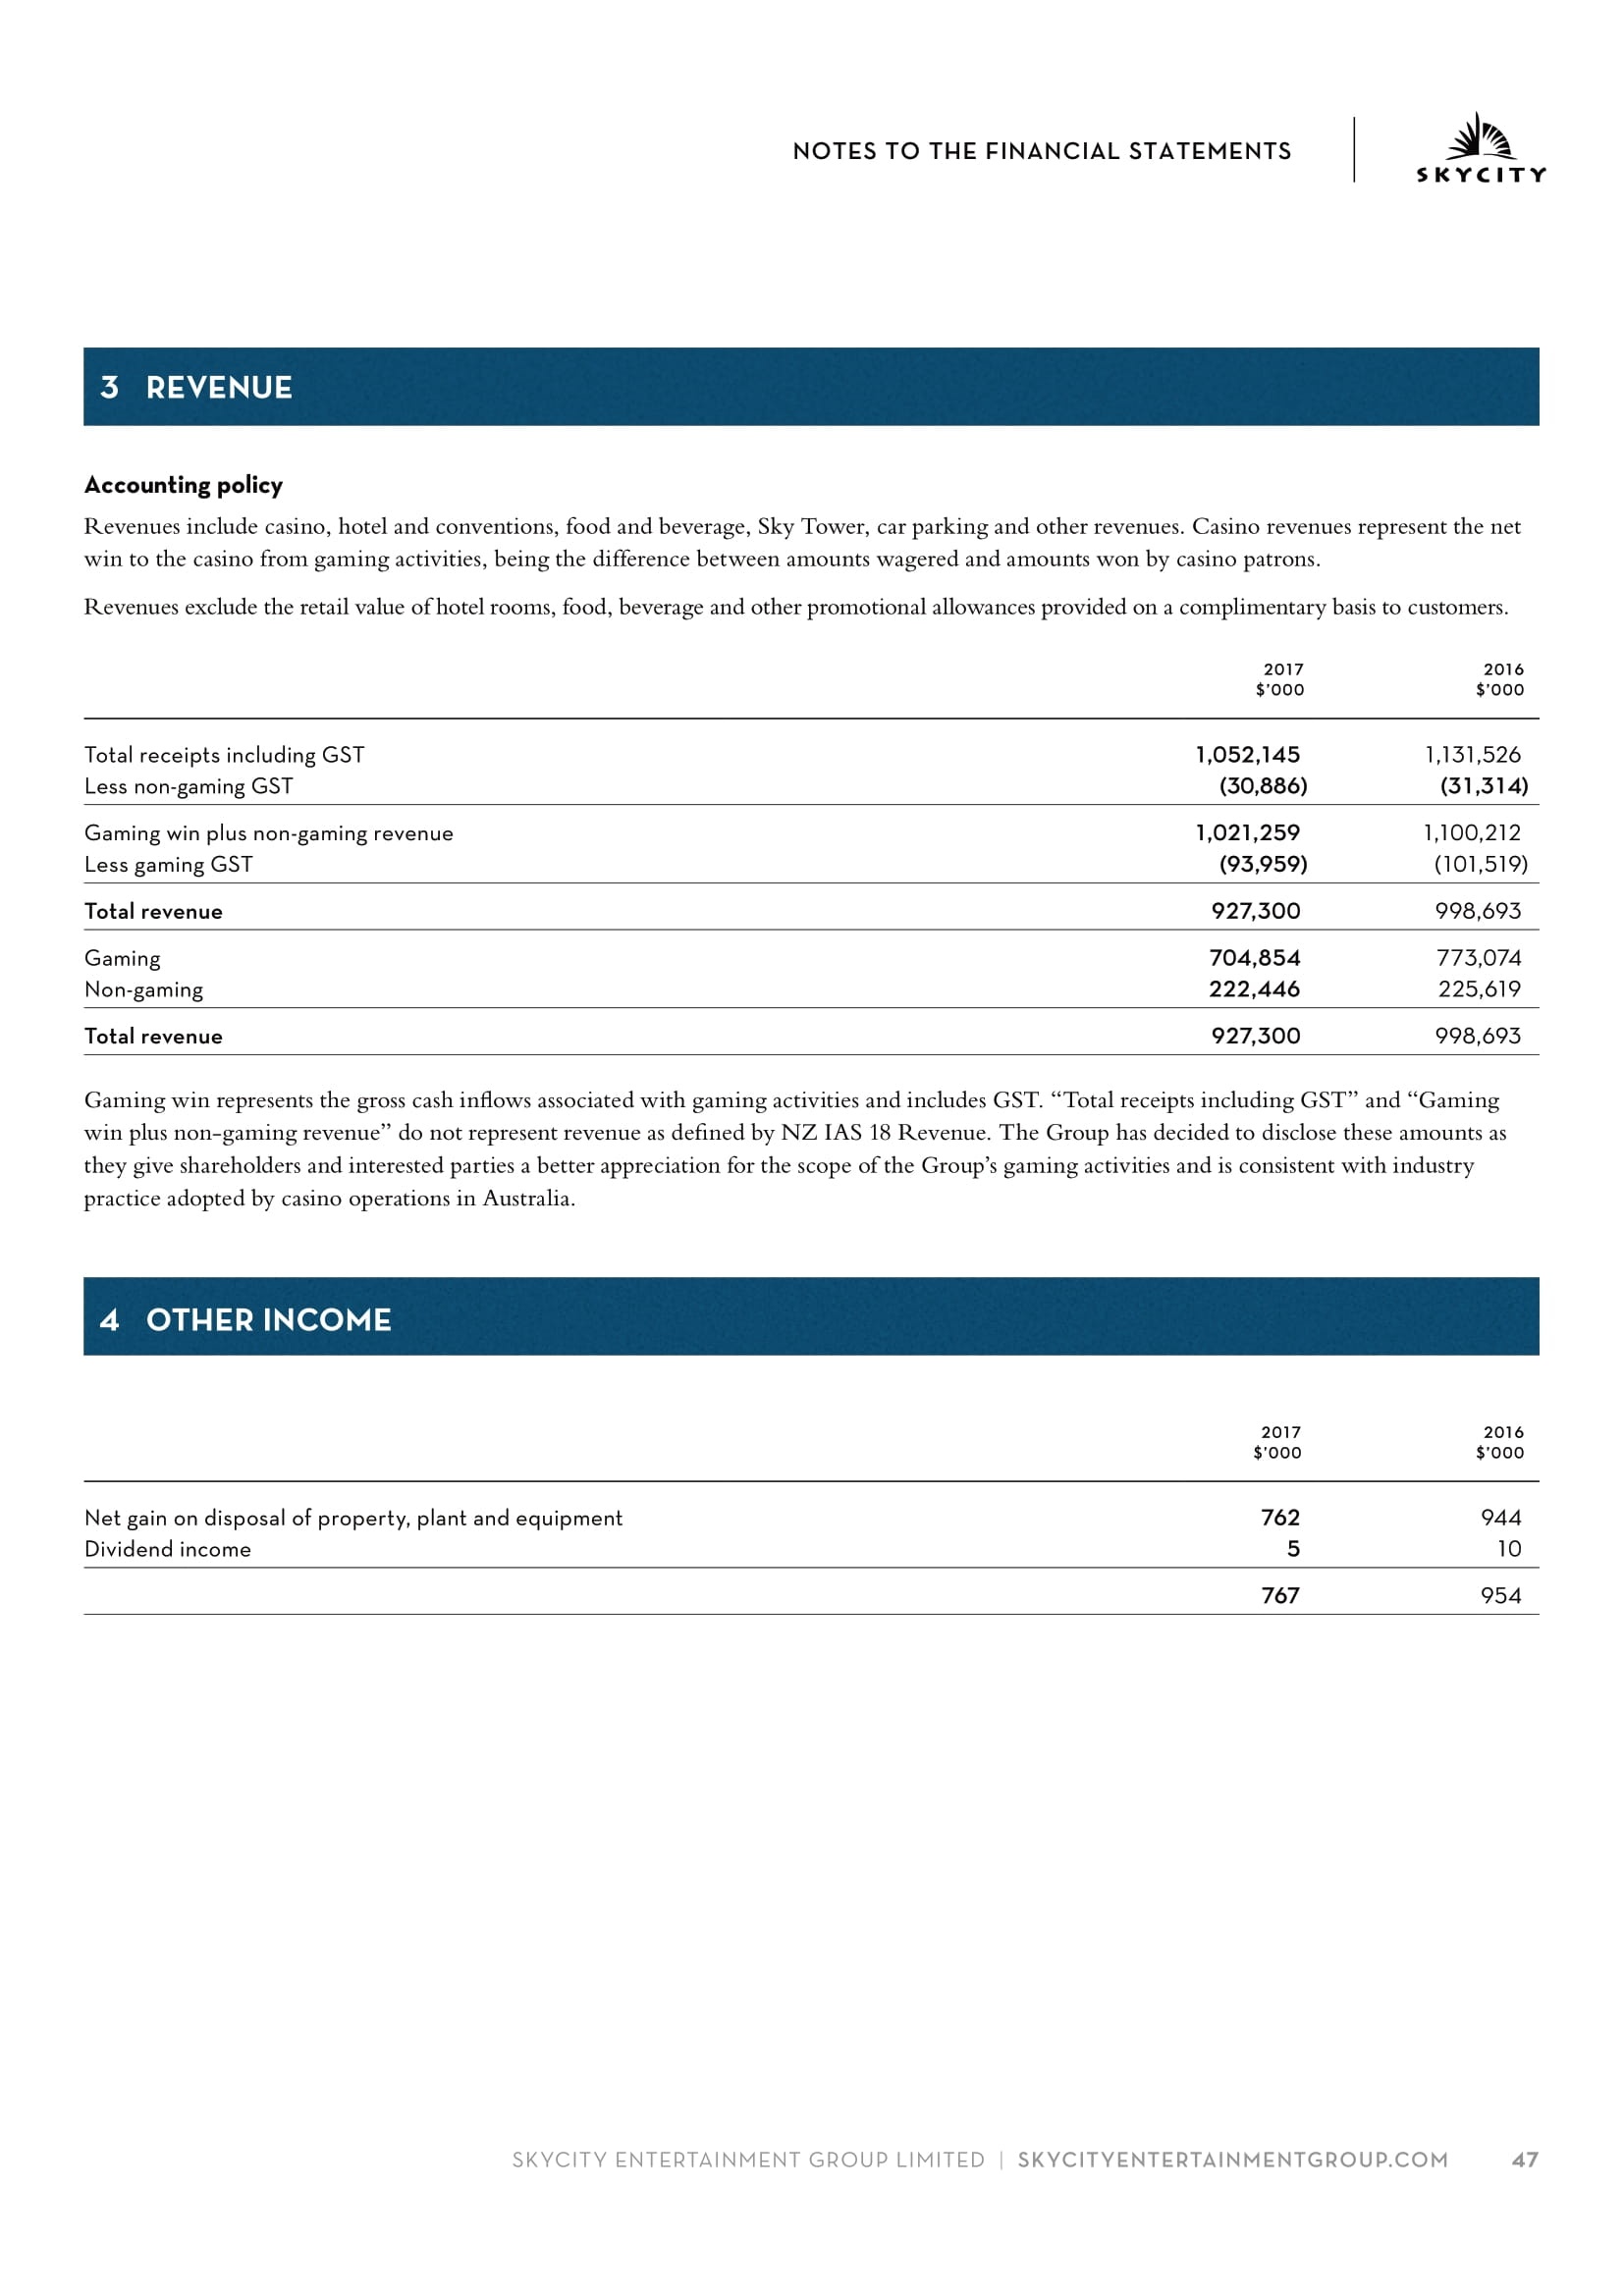 NOTES TO THE FINANCIAL STATEMENTS
SKYCITY
3 REVENUE
Accounting policy
Revenues include casino, hotel and conventions, food and beverage, Sky Tower, car parking and other revenues. Casino revenues represent the net
win to the casino from gaming activities, being the difference between amounts wagered and amounts won by casino patrons.
Revenues exclude the retail value of hotel rooms, food, beverage and other promotional allowances provided on a complimentary basis to customers.
2017 2016
$’000 $’000
Total receipts including GST 1,052,145 1,131,526
Less non-gaming GST (30,886) (31,314)
Gaming win plus non-gaming revenue 1,021,259 1,100,212
Less gaming GST (93,959) (101,519)
Total revenue 927,300 998,693
Gaming 704,854 773,074
Non-gaming 222,446 225,619
Total revenue 927,300 998,693
Gaming win represents the gross cash inflows associated with gaming activities and includes GST. “Total receipts including GST” and “Gaming
win plus non-gaming revenue” do not represent revenue as defined by NZ IAS 18 Revenue. The Group has decided to disclose these amounts as
they give shareholders and interested parties a better appreciation for the scope of the Group’s gaming activities and is consistent with industry
practice adopted by casino operations in Australia.
4 OTHER INCOME
2017 2016
$’000 $’000
Net gain on disposal of property, plant and equipment 762 944
Dividend income 5 10
767 954
SKYCITY ENTERTAINMENT GROUP LIMITED | SKYCITYENTERTAINMENTGROUP.COM 47